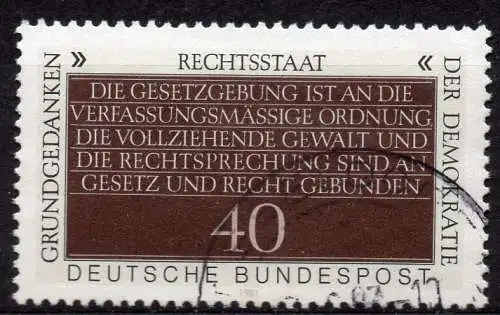 GRUNDGEDANKEN
» RECHTSSTAAT «
DER DEMOKRATIE
DIE GESETZGEBUNG IST AN DIE
VERFASSUNGSMÄSSIGE ORDNUNG,
DIE VOLLZIEHENDE GEWALT UND
DIE RECHTSPRECHUNG SIND AN
GESETZ UND RECHT GEBUNDEN
40
DEUTSCHE BUNDESPOST